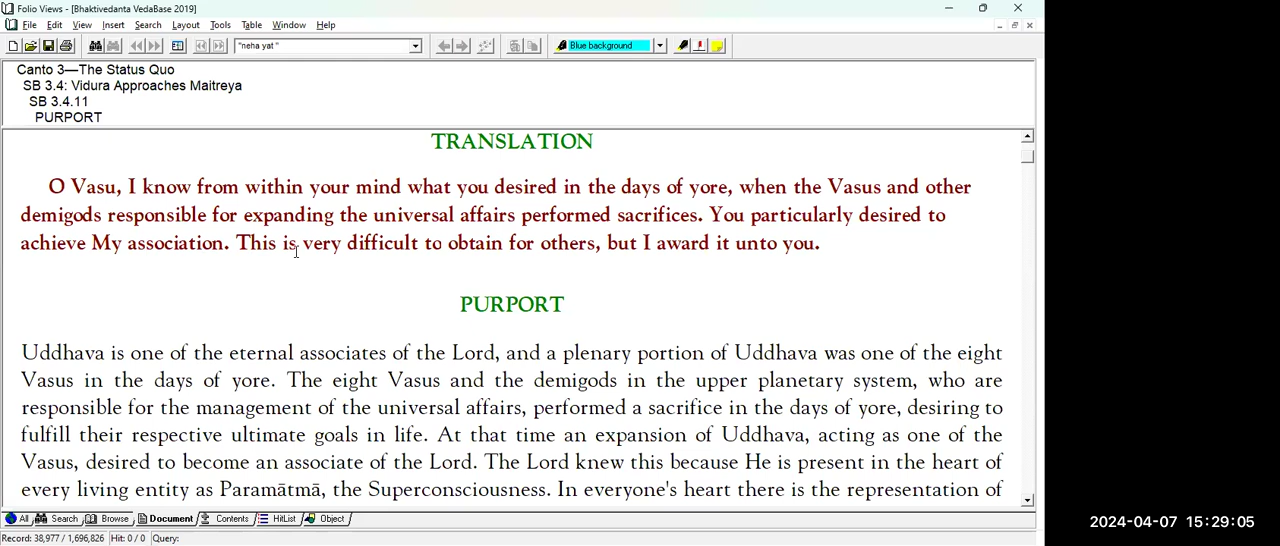 Folio Views - [Bhaktivedanta VedaBase 2019]
File Edit View Insert Search Layout Tools Table Window Help
"neha yat" Blue background
Canto 3—The Status Quo
SB 3.4: Vidura Approaches Maitreya
SB 3.4.11
PURPORT
TRANSLATION
O Vasu, I know from within your mind what you desired in the days of yore, when the Vasus and other
demigods responsible for expanding the universal affairs performed sacrifices. You particularly desired to
achieve My association. This is very difficult to obtain for others, but I award it unto you.
PURPORT
Uddhava is one of the eternal associates of the Lord, and a plenary portion of Uddhava was one of the eight
Vasus in the days of yore. The eight Vasus and the demigods in the upper planetary system, who are
responsible for the management of the universal affairs, performed a sacrifice in the days of yore, desiring to
fulfill their respective ultimate goals in life. At that time an expansion of Uddhava, acting as one of the
Vasus, desired to become an associate of the Lord. The Lord knew this because He is present in the heart of
every living entity as Paramātmā, the Superconsciousness. In everyone's heart there is the representation of
All Search Browse Document Contents HitList Object
Record: 38,977 / 1,696,826 Hit: 0 / 0 Query:
2024-04-07 15:29:05